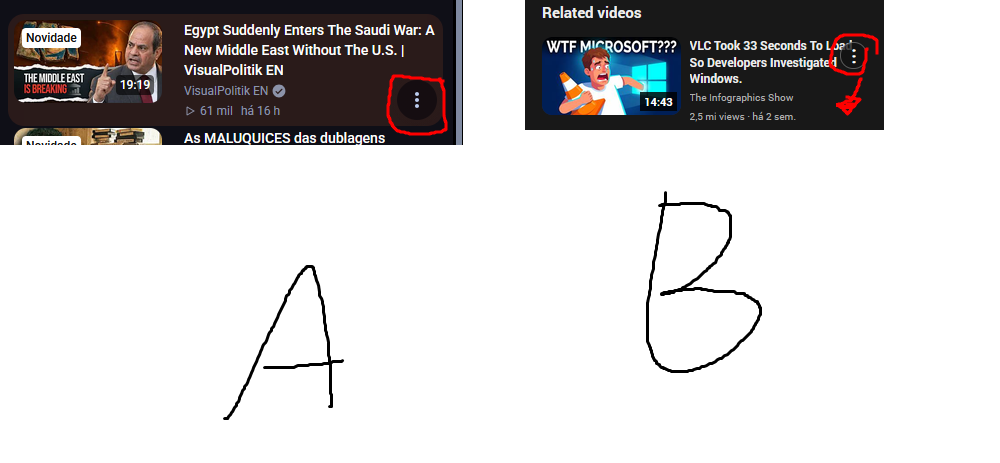 Novidade
THE MIDDLE EAST
IS BREAKING
19:19
Egypt Suddenly Enters The Saudi War: A
New Middle East Without The U.S. |
VisualPolitik EN
VisualPolitik EN
61 mil há 16 h
Novidade
As MALUQUICES das dublagens
Related videos
WTF MICROSOFT???
14:43
VLC Took 33 Seconds To Load,
So Developers Investigated
Windows.
The Infographics Show
2,5 mi views · há 2 sem.
A
B